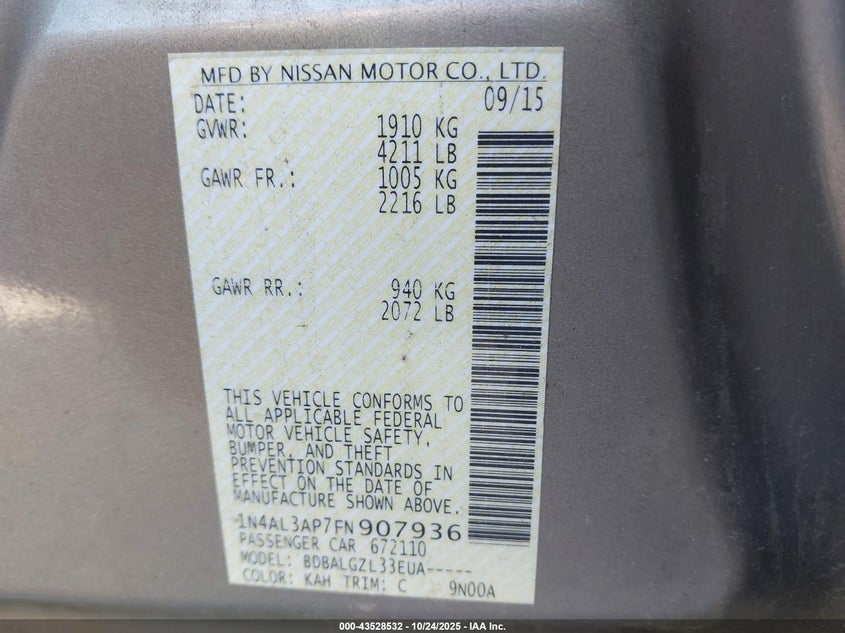 MFD BY NISSAN MOTOR CO., LTD.
DATE: 09/15
GVWR: 1910 KG
4211 LB
GAWR FR.: 1005 KG
2216 LB
GAWR RR.: 940 KG
2072 LB
THIS VEHICLE CONFORMS TO
ALL APPLICABLE FEDERAL
MOTOR VEHICLE SAFETY,
BUMPER, AND THEFT
PREVENTION STANDARDS IN
EFFECT ON THE DATE OF
MANUFACTURE SHOWN ABOVE.
1N4AL3AP7FN907936
PASSENGER CAR 672110
MODEL: BDBALGZL33EUA-----
COLOR: KAH TRIM: C 9N00A
000-43528532 - 10/24/2025 - IAA Inc.